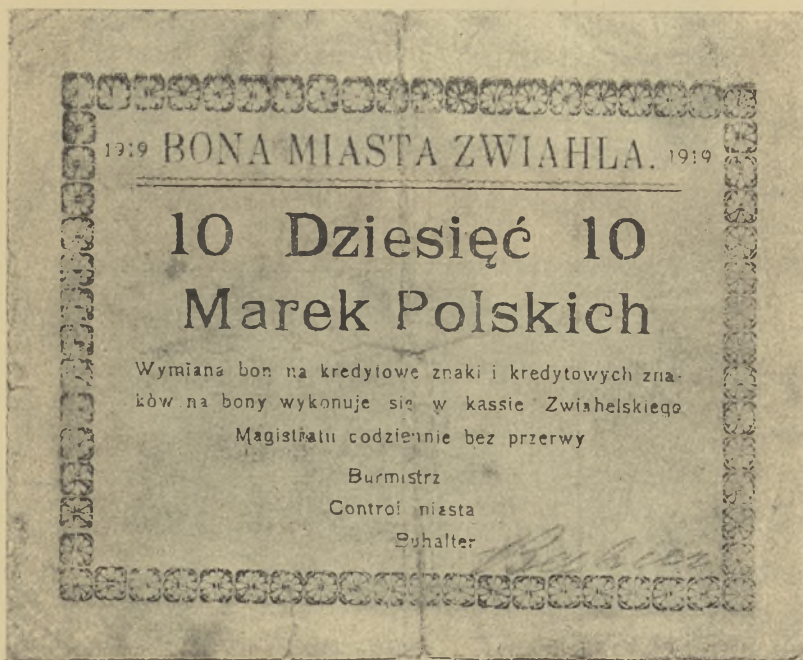 1919 BONA MIASTA ZWIAHLA. 1919
10 Dziesięć 10
Marek Polskich
Wymiana bon na kredytowe znaki i kredytowych zna-
ków na bony wykonuje się w kassie Zwiahelskiego
Magistratu codziennie bez przerwy
Burmistrz
Control miasta
Buhalter